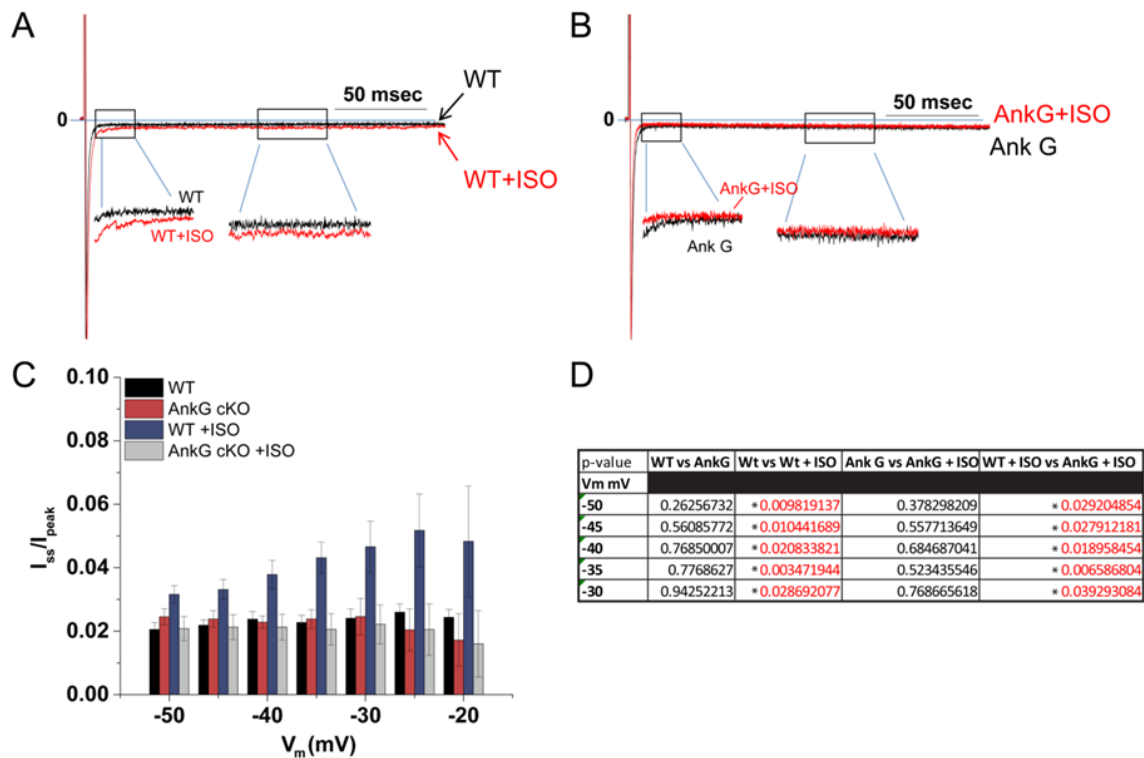 A
0
50 msec
WT
WT+ISO
WT
WT+ISO
B
0
50 msec
AnkG+ISO
Ank G
AnkG+ISO
Ank G
C
0.10
0.08
0.06
0.04
0.02
0.00
Iss/Ipeak
WT
AnkG cKO
WT +ISO
AnkG cKO +ISO
-50 -40 -30 -20
Vm (mV)
D
p-value WT vs AnkG Wt vs Wt + ISO Ank G vs AnkG + ISO WT + ISO vs AnkG + ISO
Vm mV
-50 0.26256732 *0.009819137 0.378298209 *0.029204854
-45 0.56085772 *0.010441689 0.557713649 *0.027912181
-40 0.76850007 *0.020833821 0.684687041 *0.018958454
-35 0.7768627 *0.003471944 0.523435546 *0.006586804
-30 0.94252213 *0.028692077 0.768665618 *0.039293084